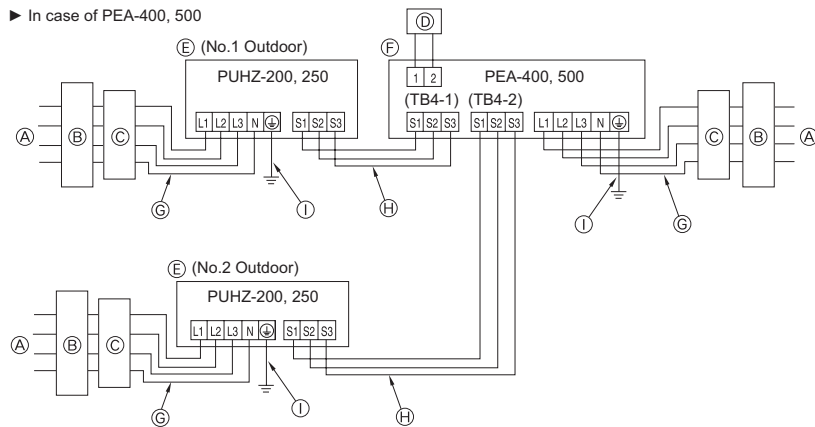 ► In case of PEA-400, 500
Ⓓ
Ⓔ (No.1 Outdoor) Ⓕ
PUHZ-200, 250 1 2 PEA-400, 500
(TB4-1) (TB4-2)
L1 L2 L3 N S1 S2 S3 S1 S2 S3 S1 S2 S3 L1 L2 L3 N
Ⓐ Ⓑ Ⓒ Ⓒ Ⓑ Ⓐ
Ⓖ Ⓘ Ⓗ Ⓘ Ⓖ
Ⓔ (No.2 Outdoor)
PUHZ-200, 250
L1 L2 L3 N S1 S2 S3
Ⓐ Ⓑ Ⓒ
Ⓖ Ⓘ Ⓗ